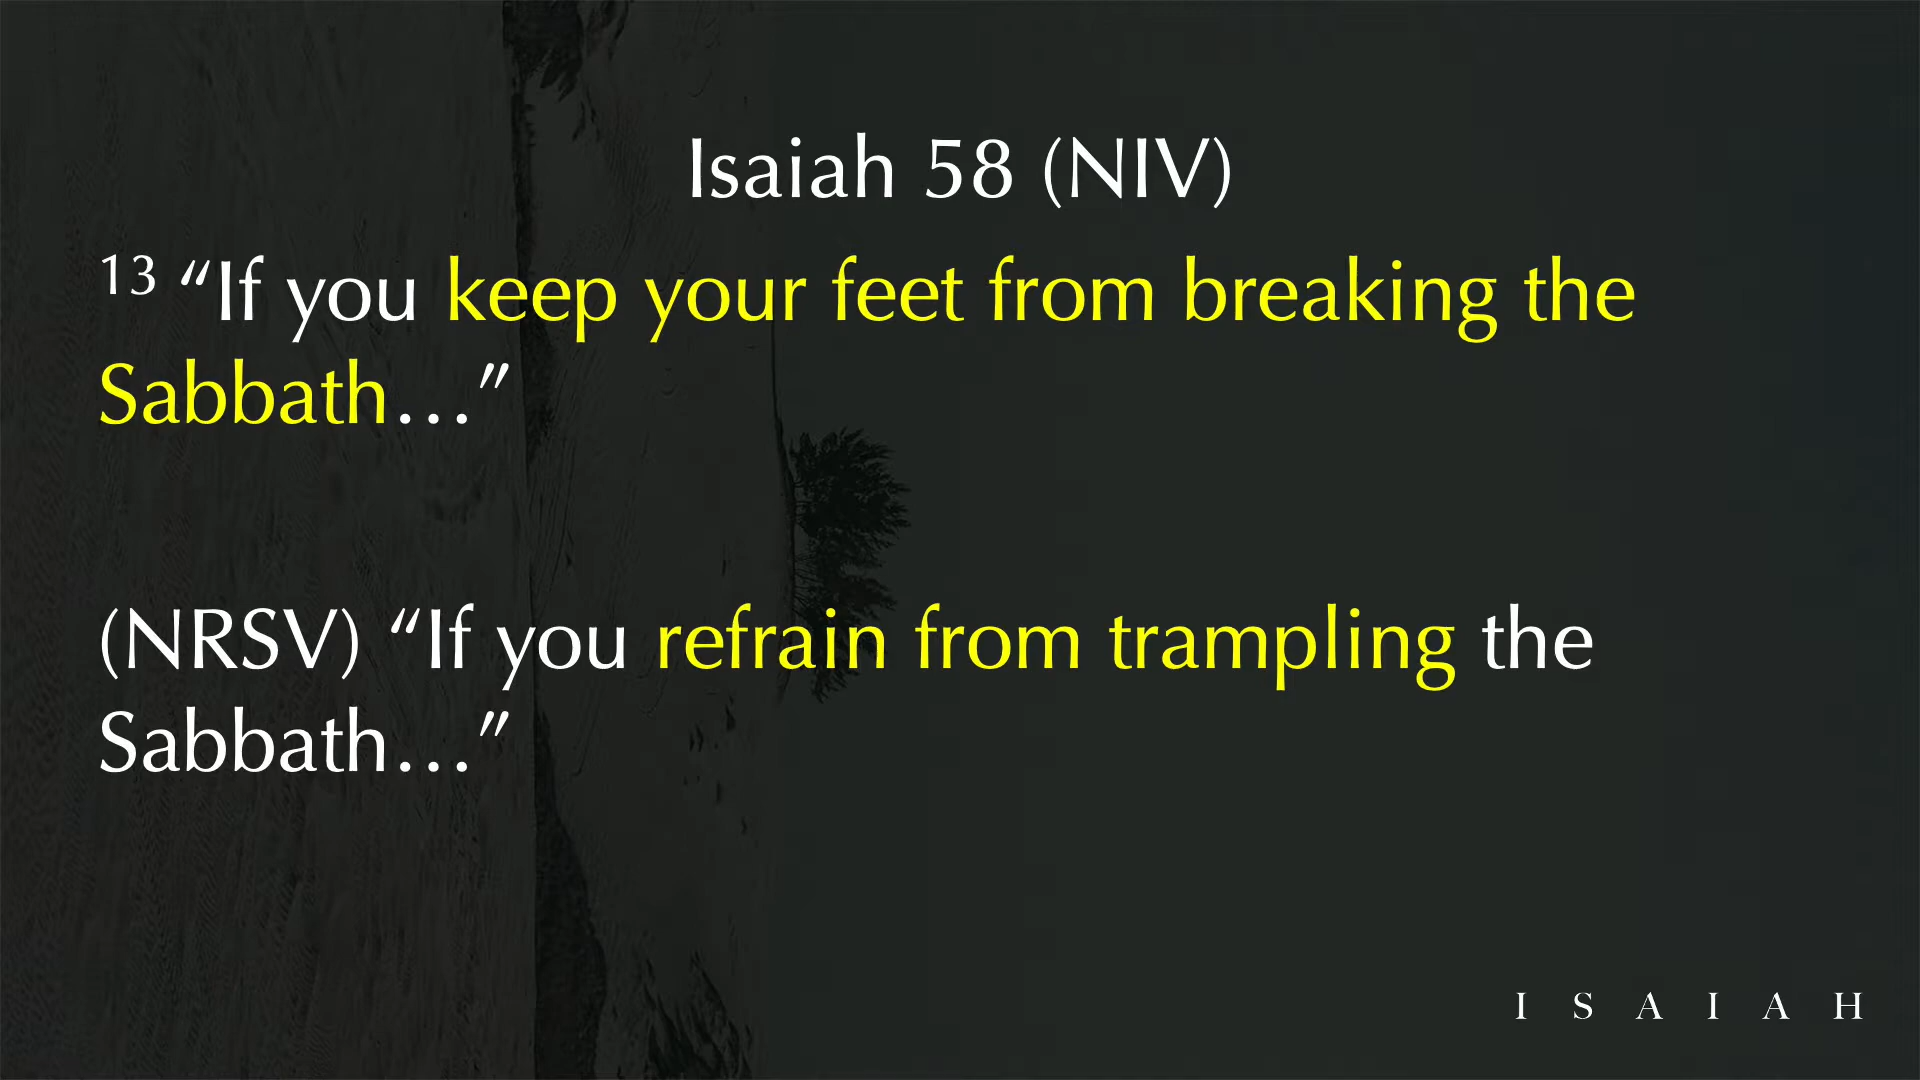 Isaiah 58 (NIV)
13 “If you keep your feet from breaking the
Sabbath…”
(NRSV) “If you refrain from trampling the
Sabbath…”
ISAIAH